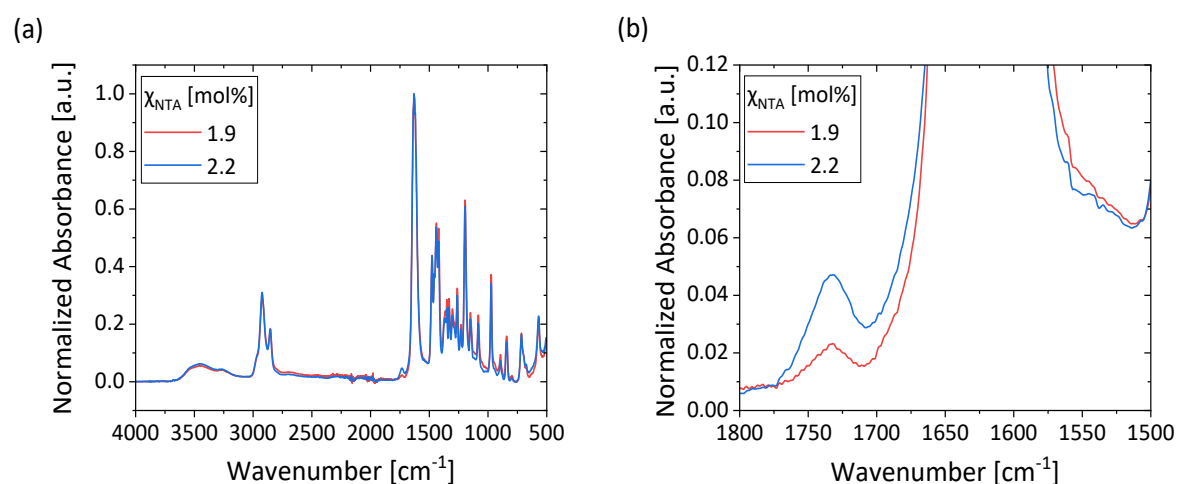 (a)
Normalized Absorbance [a.u.]
1.0
0.8
0.6
0.4
0.2
0.0
χNTA [mol%]
1.9
2.2
4000 3500 3000 2500 2000 1500 1000 500
Wavenumber [cm-1]
(b)
Normalized Absorbance [a.u.]
0.12
0.10
0.08
0.06
0.04
0.02
0.00
χNTA [mol%]
1.9
2.2
1800 1750 1700 1650 1600 1550 1500
Wavenumber [cm-1]